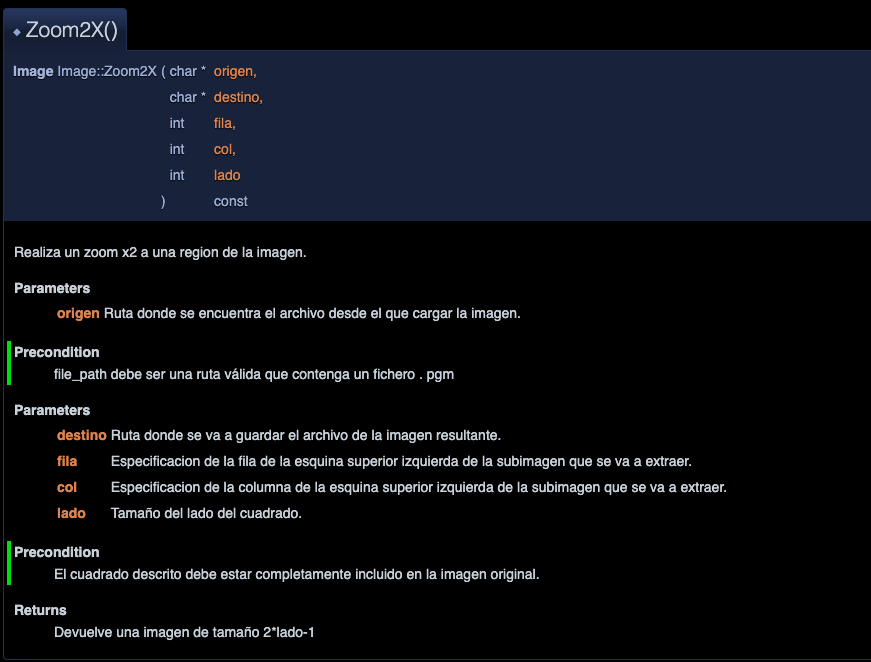 ◆ Zoom2X()
Image Image::Zoom2X ( char * origen,
char * destino,
int fila,
int col,
int lado
) const
Realiza un zoom x2 a una region de la imagen.
Parameters
origen Ruta donde se encuentra el archivo desde el que cargar la imagen.
Precondition
file_path debe ser una ruta válida que contenga un fichero . pgm
Parameters
destino Ruta donde se va a guardar el archivo de la imagen resultante.
fila Especificacion de la fila de la esquina superior izquierda de la subimagen que se va a extraer.
col Especificacion de la columna de la esquina superior izquierda de la subimagen que se va a extraer.
lado Tamaño del lado del cuadrado.
Precondition
El cuadrado descrito debe estar completamente incluido en la imagen original.
Returns
Devuelve una imagen de tamaño 2*lado-1